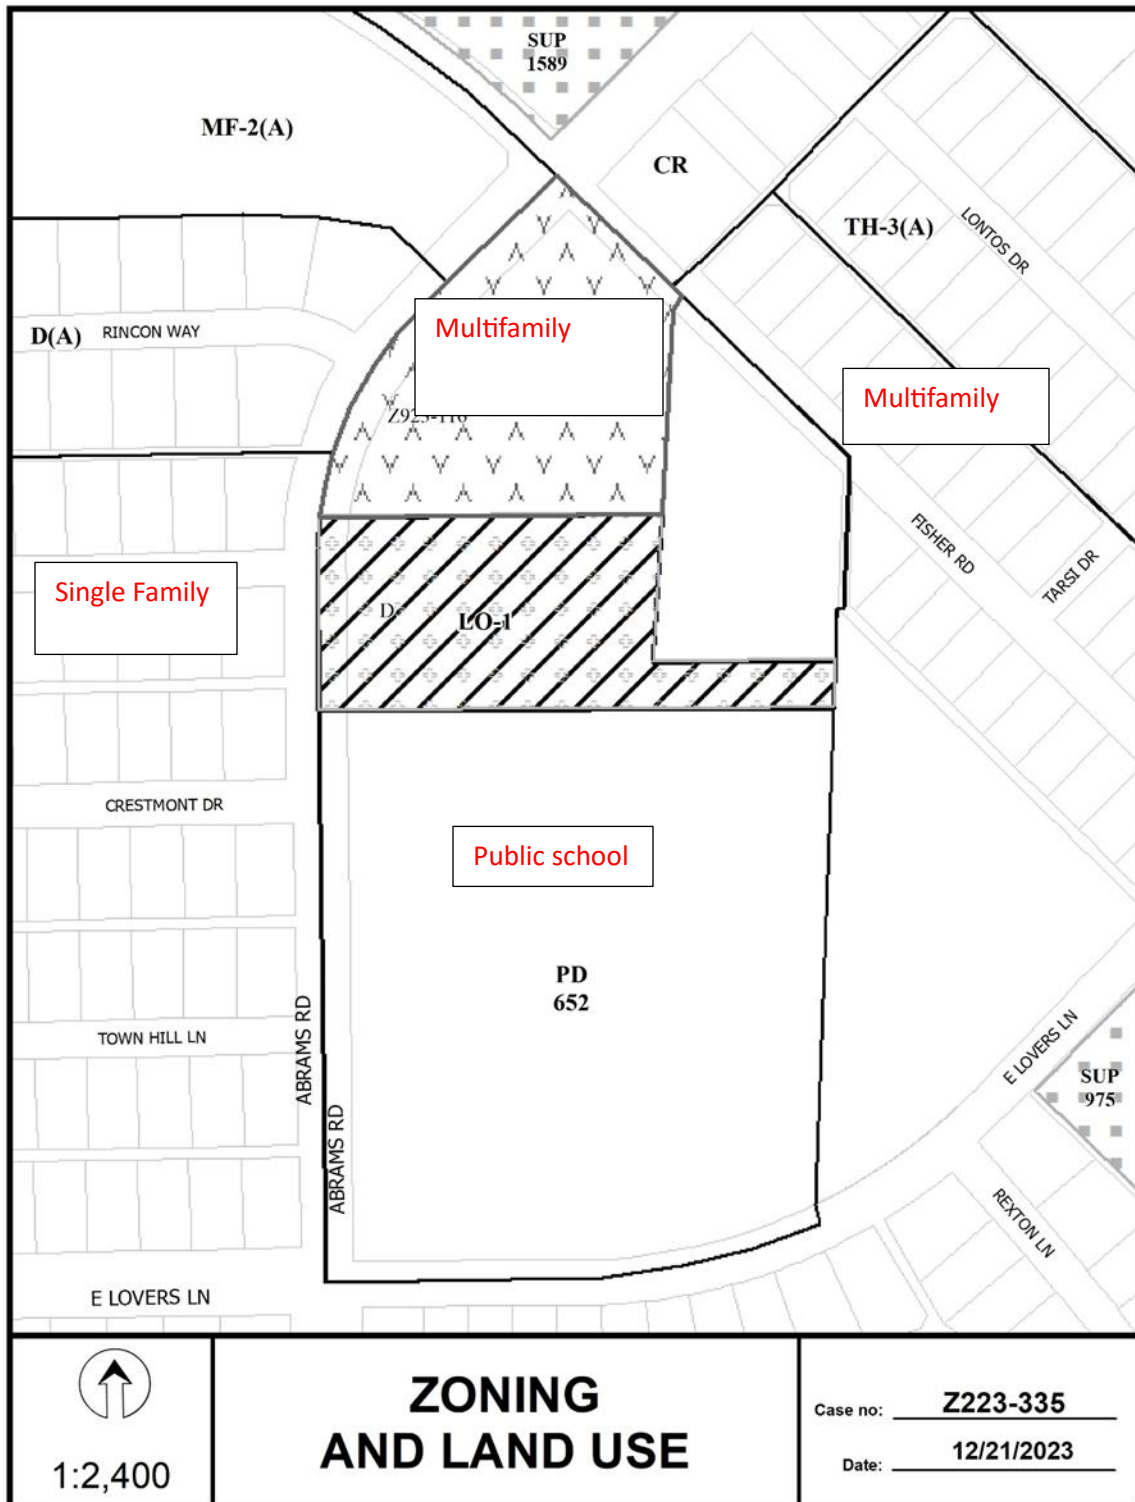 SUP
1589
MF-2(A)
CR
TH-3(A)
LONTOS DR
D(A)
RINCON WAY
Multifamily
Multifamily
FISHER RD
TARSI DR
Single Family
D
LO-1
CRESTMONT DR
Public school
PD
652
TOWN HILL LN
ABRAMS RD
ABRAMS RD
E LOVERS LN
SUP
975
REXTON LN
E LOVERS LN
1:2,400
ZONING
AND LAND USE
Case no: Z223-335
Date: 12/21/2023